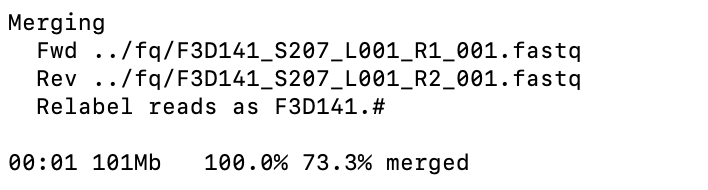 Merging
  Fwd ../fq/F3D141_S207_L001_R1_001.fastq
  Rev ../fq/F3D141_S207_L001_R2_001.fastq
  Relabel reads as F3D141.#

00:01 101Mb   100.0% 73.3% merged